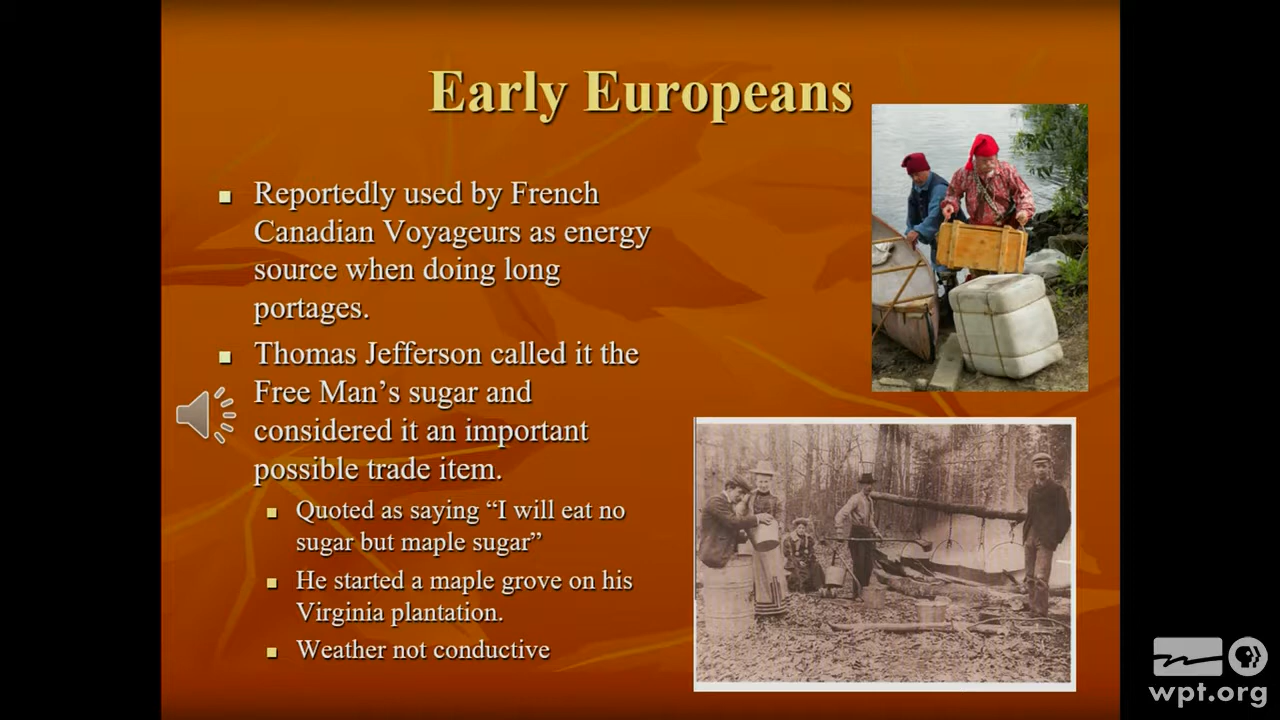 Early Europeans
Reportedly used by French
Canadian Voyageurs as energy
source when doing long
portages.
Thomas Jefferson called it the
Free Man’s sugar and
considered it an important
possible trade item.
Quoted as saying “I will eat no
sugar but maple sugar”
He started a maple grove on his
Virginia plantation.
Weather not conductive
wpt.org